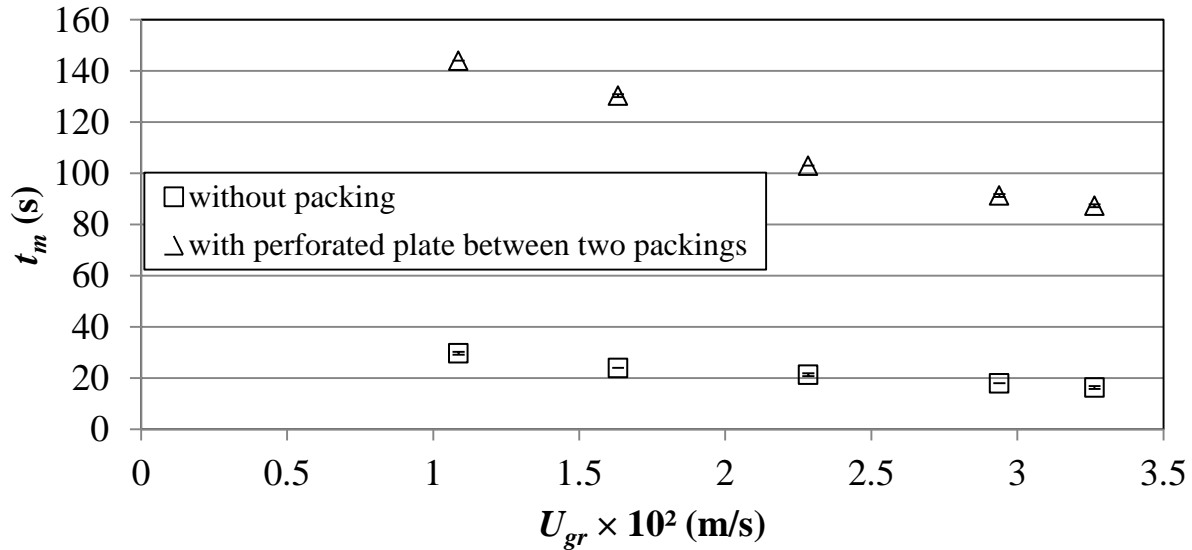 160
140
120
100
80
60
40
20
0
t_m (s)
without packing
with perforated plate between two packings
0 0.5 1 1.5 2 2.5 3 3.5
U_gr × 10² (m/s)